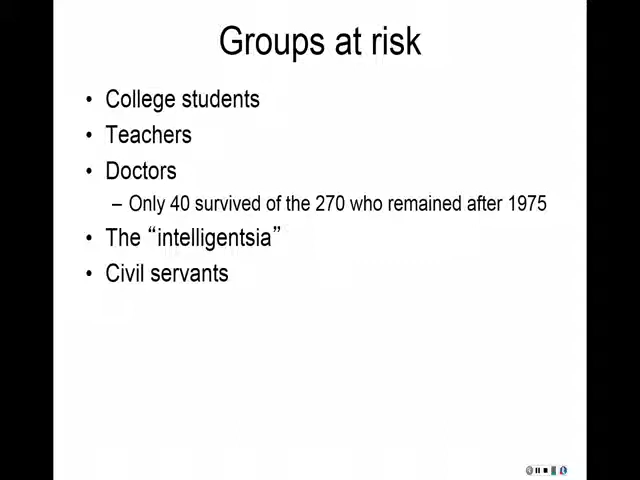 Groups at risk
• College students
• Teachers
• Doctors
– Only 40 survived of the 270 who remained after 1975
• The “intelligentsia”
• Civil servants